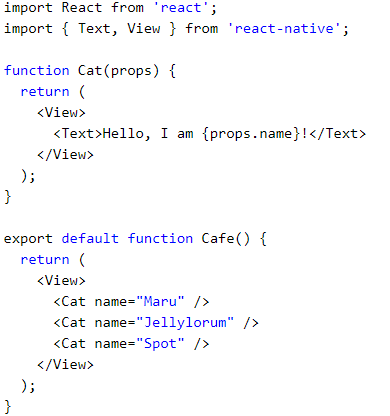 import React from 'react';
import { Text, View } from 'react-native';

function Cat(props) {
  return (
    <View>
      <Text>Hello, I am {props.name}!</Text>
    </View>
  );
}

export default function Cafe() {
  return (
    <View>
      <Cat name="Maru" />
      <Cat name="Jellylorum" />
      <Cat name="Spot" />
    </View>
  );
}